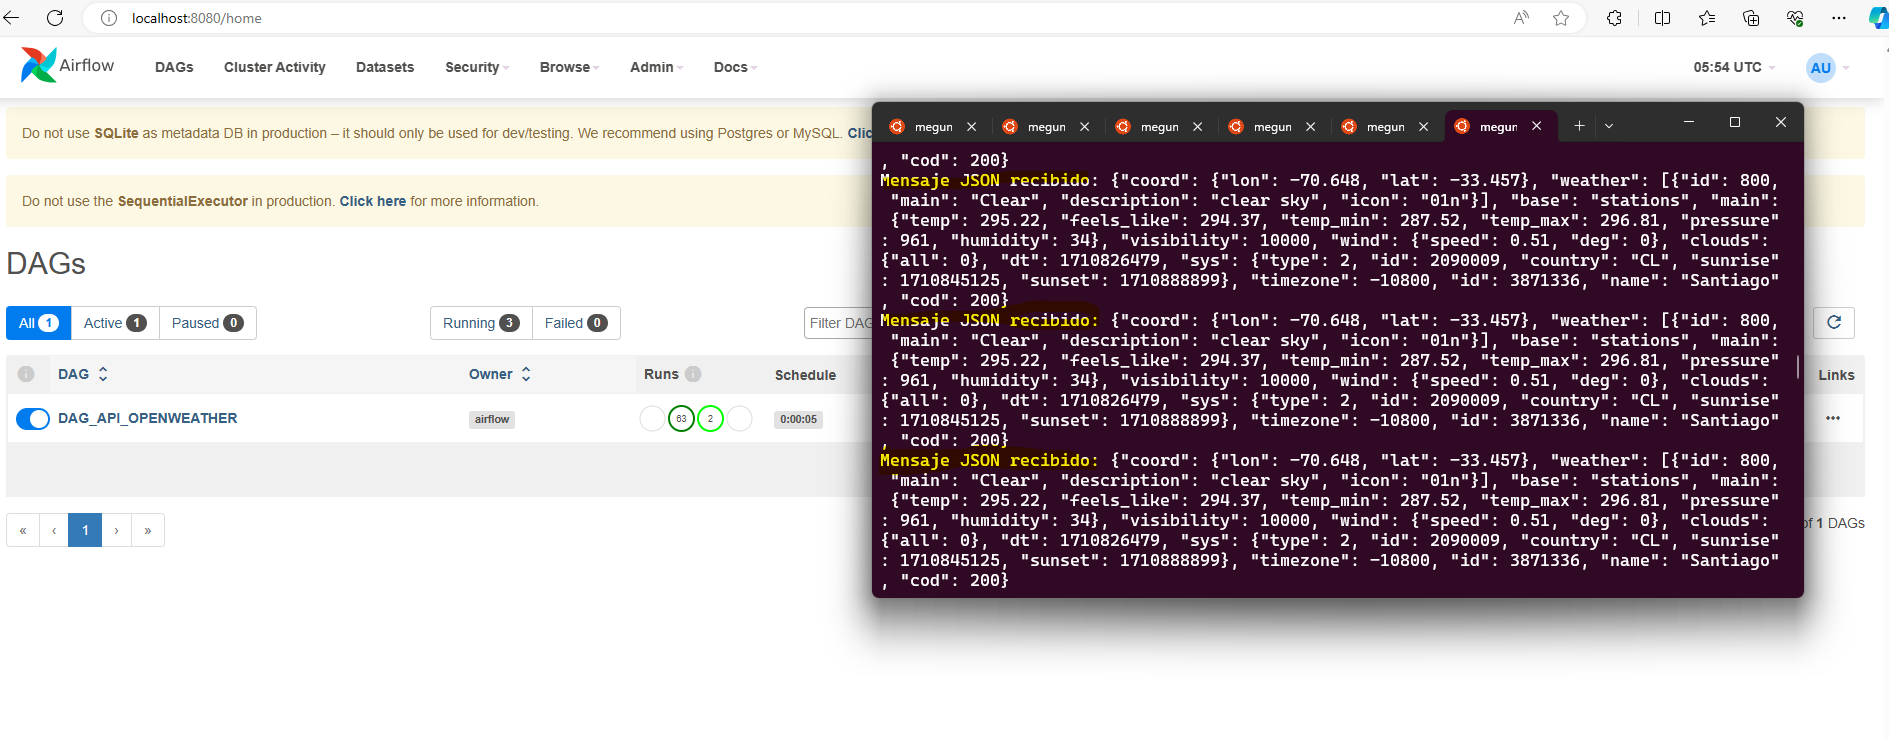 localhost:8080/home
Airflow
DAGs
Cluster Activity
Datasets
Security
Browse
Admin
Docs
05:54 UTC
AU
Do not use SQLite as metadata DB in production – it should only be used for dev/testing. We recommend using Postgres or MySQL. Clic
Do not use the SequentialExecutor in production. Click here for more information.
DAGs
All 1
Active 1
Paused 0
Running 3
Failed 0
Filter DAG
DAG
Owner
Runs
Schedule
Links
DAG_API_OPENWEATHER
airflow
63
2
0:00:05
«
‹
1
›
»
of 1 DAGs
megun
megun
megun
megun
megun
megun
, "cod": 200}
Mensaje JSON recibido: {"coord": {"lon": -70.648, "lat": -33.457}, "weather": [{"id": 800,
"main": "Clear", "description": "clear sky", "icon": "01n"}], "base": "stations", "main":
{"temp": 295.22, "feels_like": 294.37, "temp_min": 287.52, "temp_max": 296.81, "pressure"
: 961, "humidity": 34}, "visibility": 10000, "wind": {"speed": 0.51, "deg": 0}, "clouds":
{"all": 0}, "dt": 1710826479, "sys": {"type": 2, "id": 2090009, "country": "CL", "sunrise"
: 1710845125, "sunset": 1710888899}, "timezone": -10800, "id": 3871336, "name": "Santiago"
, "cod": 200}
Mensaje JSON recibido: {"coord": {"lon": -70.648, "lat": -33.457}, "weather": [{"id": 800,
"main": "Clear", "description": "clear sky", "icon": "01n"}], "base": "stations", "main":
{"temp": 295.22, "feels_like": 294.37, "temp_min": 287.52, "temp_max": 296.81, "pressure"
: 961, "humidity": 34}, "visibility": 10000, "wind": {"speed": 0.51, "deg": 0}, "clouds":
{"all": 0}, "dt": 1710826479, "sys": {"type": 2, "id": 2090009, "country": "CL", "sunrise"
: 1710845125, "sunset": 1710888899}, "timezone": -10800, "id": 3871336, "name": "Santiago"
, "cod": 200}
Mensaje JSON recibido: {"coord": {"lon": -70.648, "lat": -33.457}, "weather": [{"id": 800,
"main": "Clear", "description": "clear sky", "icon": "01n"}], "base": "stations", "main":
{"temp": 295.22, "feels_like": 294.37, "temp_min": 287.52, "temp_max": 296.81, "pressure"
: 961, "humidity": 34}, "visibility": 10000, "wind": {"speed": 0.51, "deg": 0}, "clouds":
{"all": 0}, "dt": 1710826479, "sys": {"type": 2, "id": 2090009, "country": "CL", "sunrise"
: 1710845125, "sunset": 1710888899}, "timezone": -10800, "id": 3871336, "name": "Santiago"
, "cod": 200}